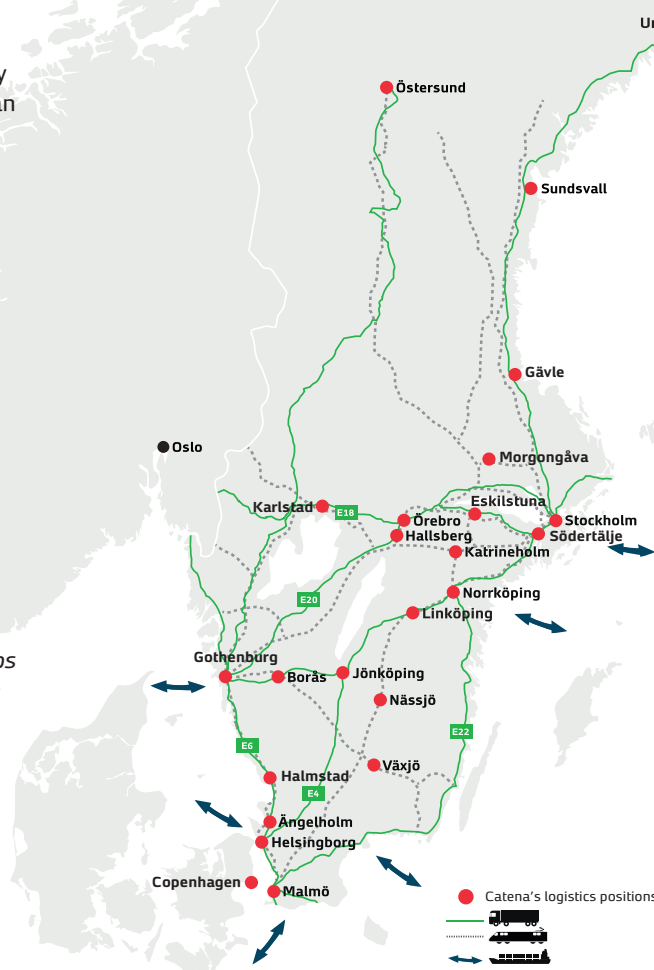 Östersund
Sundsvall
Gävle
Oslo
Morgongåva
Eskilstuna
Karlstad
E18
Örebro
Stockholm
Hallsberg
Södertälje
Katrineholm
Norrköping
E20
Linköping
Gothenburg
Borås
Jönköping
Nässjö
E22
E6
Växjö
Halmstad
E4
Ängelholm
Helsingborg
Copenhagen
Malmö
Catena's logistics positions